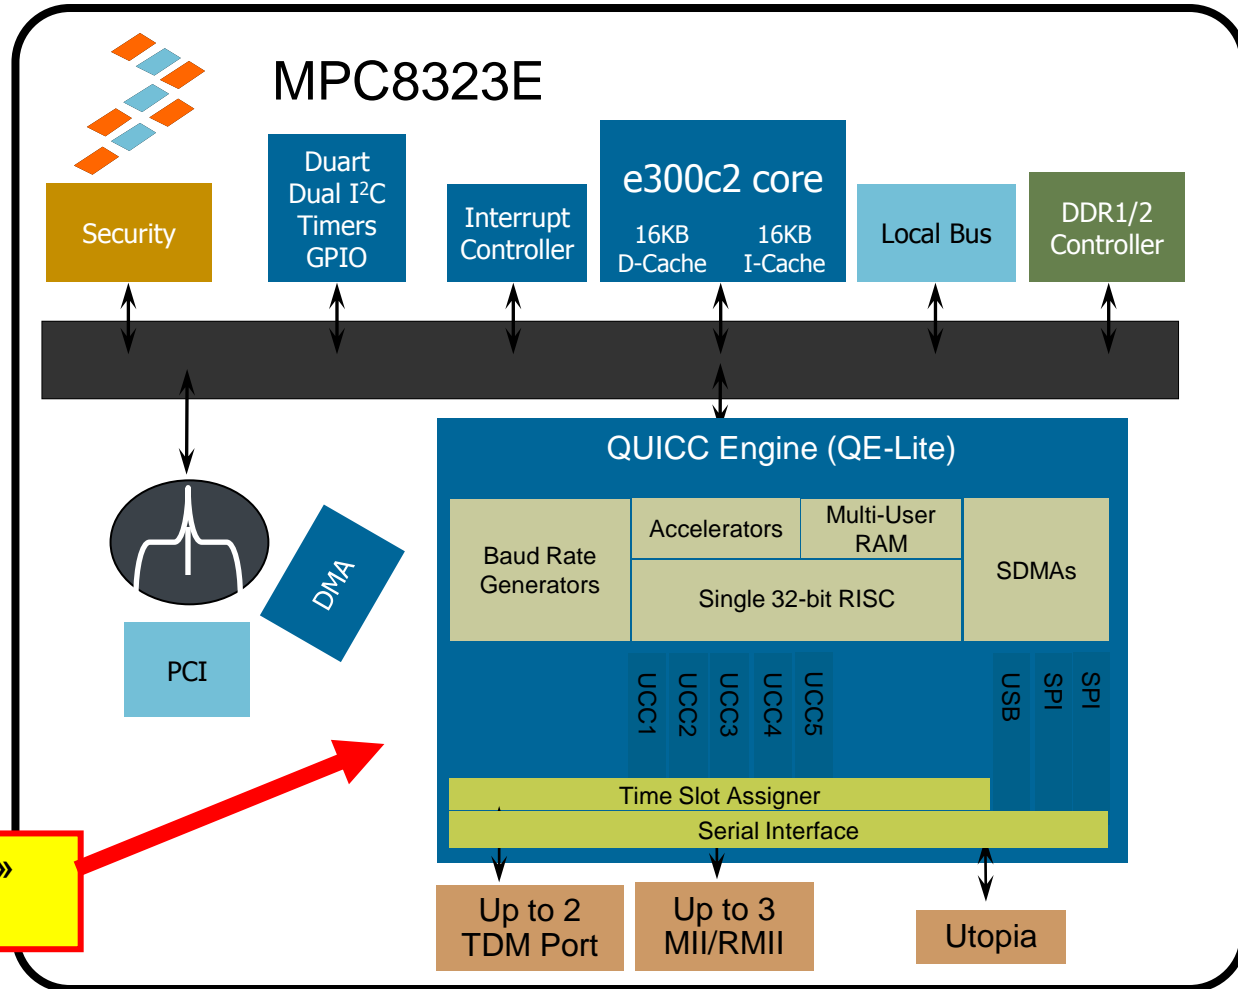 MPC8323E
Security
Duart
Dual I²C
Timers
GPIO
Interrupt
Controller
e300c2 core
16KB
D-Cache
16KB
I-Cache
Local Bus
DDR1/2
Controller
QUICC Engine (QE-Lite)
Baud Rate
Generators
Accelerators
Multi-User
RAM
Single 32-bit RISC
SDMAs
DMA
PCI
UCC1
UCC2
UCC3
UCC4
UCC5
USB
SPI
SPI
Time Slot Assigner
Serial Interface
»
Up to 2
TDM Port
Up to 3
MII/RMII
Utopia